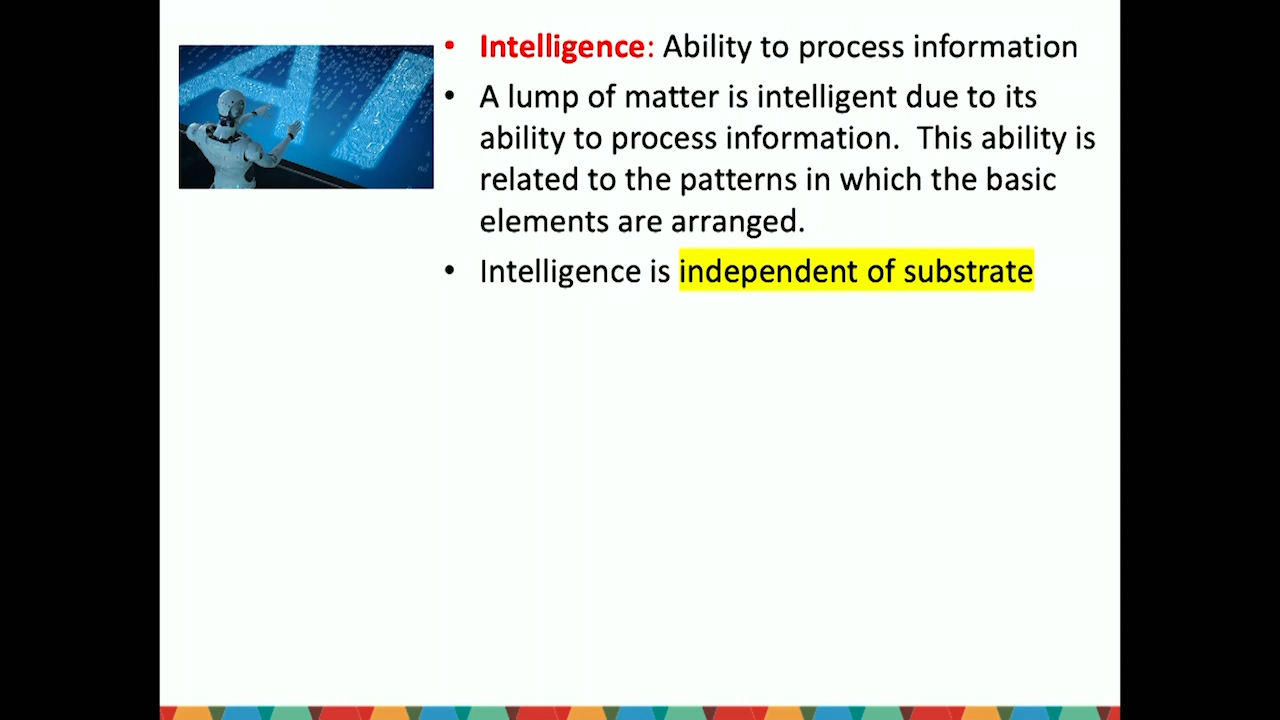 AI
• Intelligence: Ability to process information
• A lump of matter is intelligent due to its
ability to process information.  This ability is
related to the patterns in which the basic
elements are arranged.
• Intelligence is independent of substrate